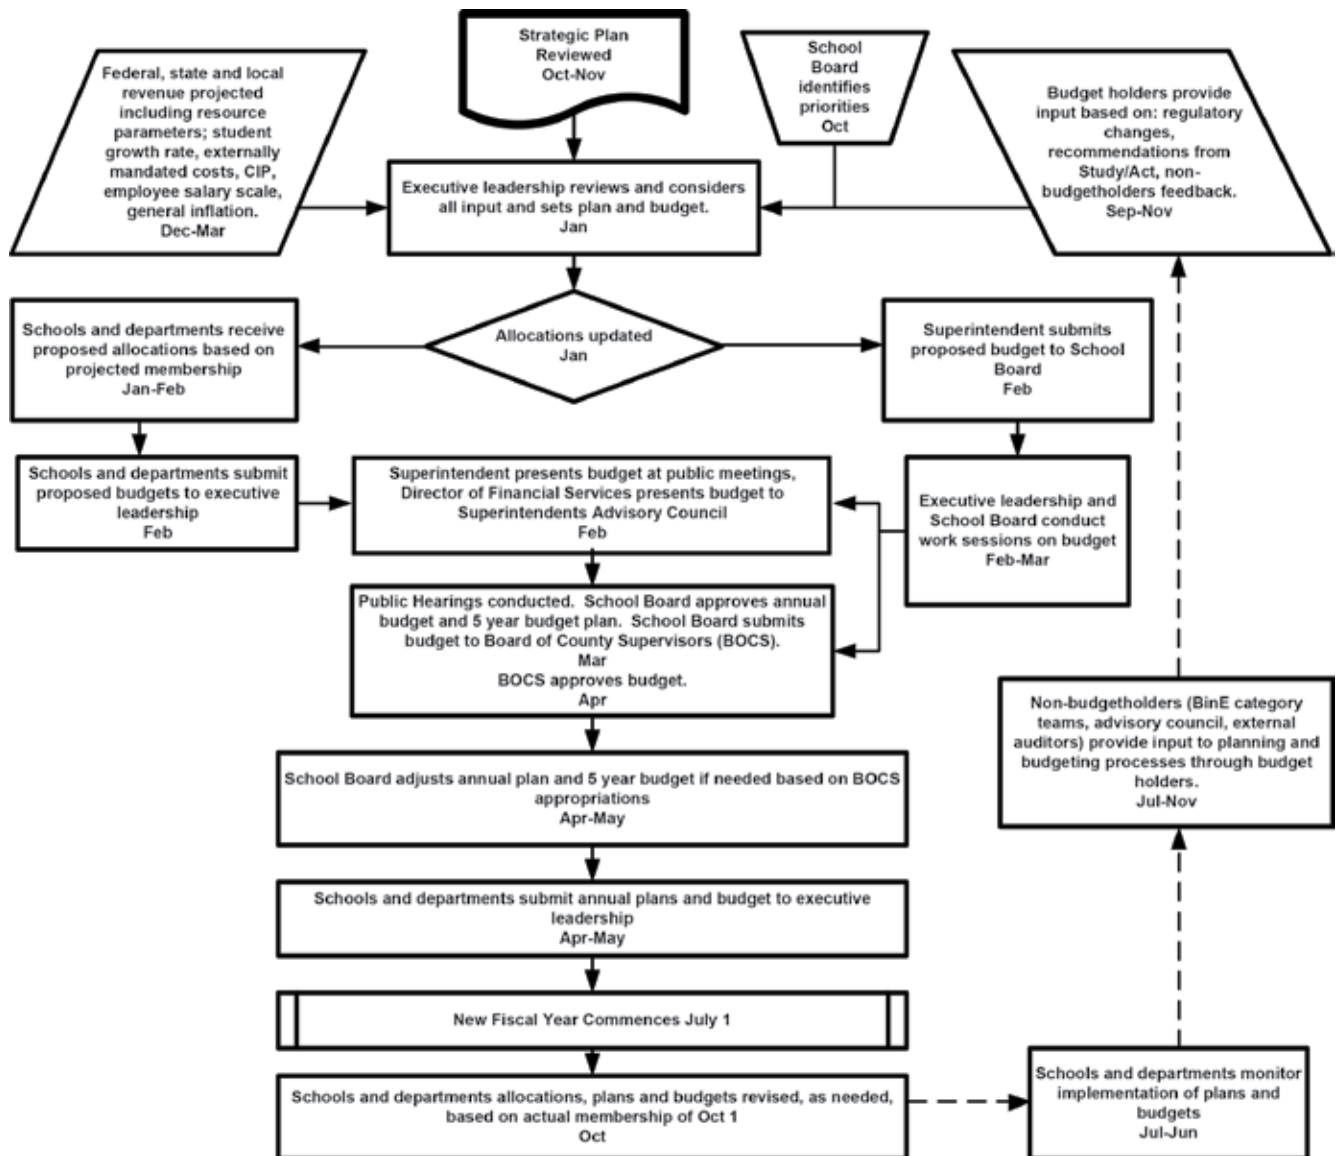 Strategic Plan
Reviewed
Oct-Nov
School
Board
identifies
priorities
Oct
Federal, state and local
revenue projected
including resource
parameters; student
growth rate, externally
mandated costs, CIP,
employee salary scale,
general inflation.
Dec-Mar
Budget holders provide
input based on: regulatory
changes,
recommendations from
Study/Act, non-
budgetholders feedback.
Sep-Nov
Executive leadership reviews and considers
all input and sets plan and budget.
Jan
Allocations updated
Jan
Schools and departments receive
proposed allocations based on
projected membership
Jan-Feb
Superintendent submits
proposed budget to School
Board
Feb
Schools and departments submit
proposed budgets to executive
leadership
Feb
Superintendent presents budget at public meetings,
Director of Financial Services presents budget to
Superintendents Advisory Council
Feb
Executive leadership and
School Board conduct
work sessions on budget
Feb-Mar
Public Hearings conducted.  School Board approves annual
budget and 5 year budget plan.  School Board submits
budget to Board of County Supervisors (BOCS).
Mar
BOCS approves budget.
Apr
Non-budgetholders (BinE category
teams, advisory council, external
auditors) provide input to planning and
budgeting processes through budget
holders.
Jul-Nov
School Board adjusts annual plan and 5 year budget if needed based on BOCS
appropriations
Apr-May
Schools and departments submit annual plans and budget to executive
leadership
Apr-May
New Fiscal Year Commences July 1
Schools and departments allocations, plans and budgets revised, as needed,
based on actual membership of Oct 1
Oct
Schools and departments monitor
implementation of plans and
budgets
Jul-Jun